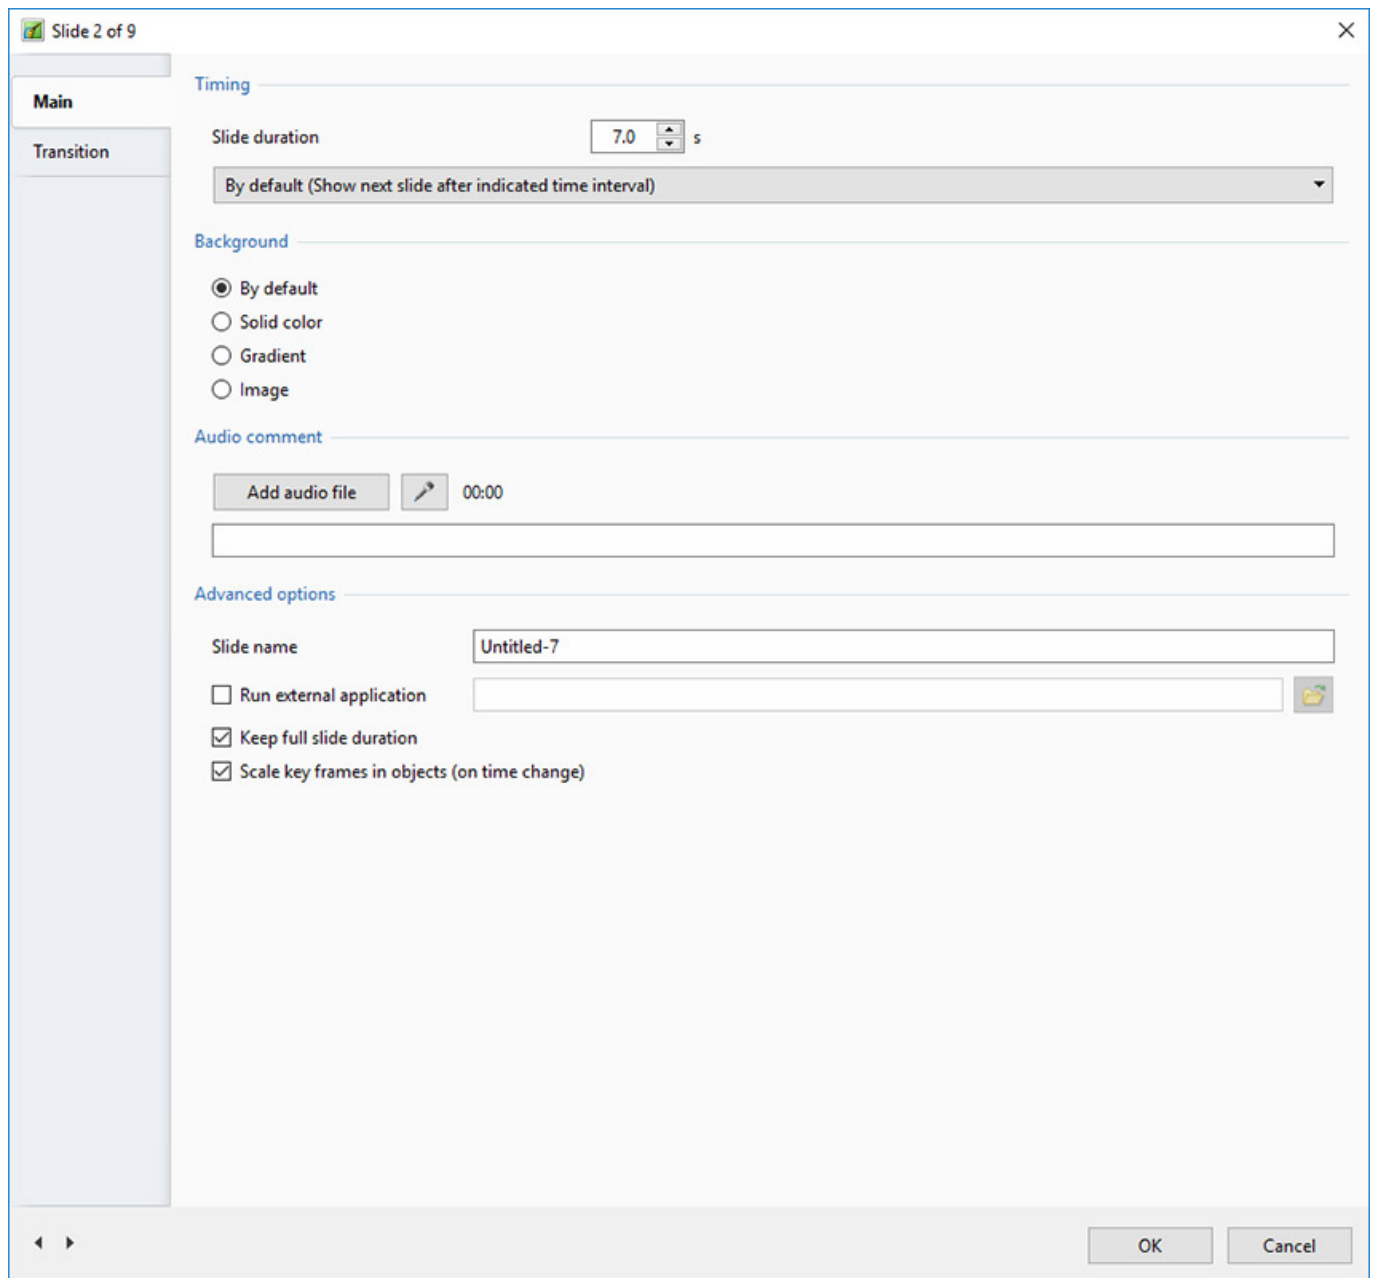 Slide 2 of 9
Main
Transition
Timing
Slide duration 7.0 s
By default (Show next slide after indicated time interval)
Background
By default
Solid color
Gradient
Image
Audio comment
Add audio file 00:00
Advanced options
Slide name Untitled-7
Run external application
Keep full slide duration
Scale key frames in objects (on time change)
OK Cancel